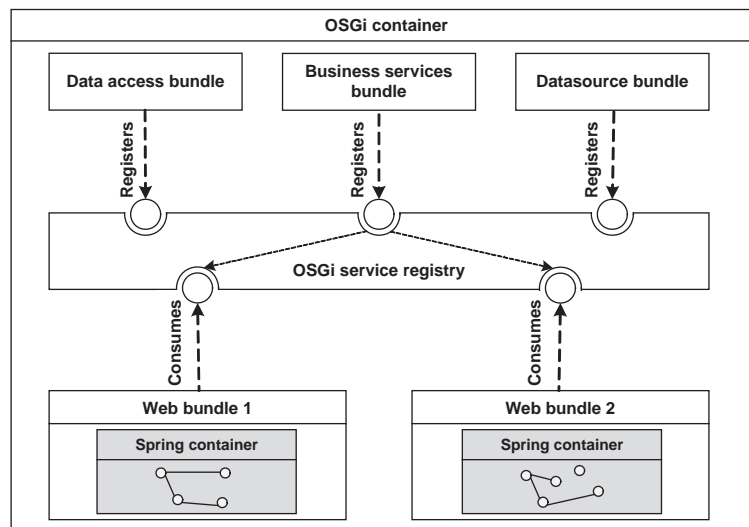 OSGi container
Data access bundle
Business services
bundle
Datasource bundle
Registers
Registers
Registers
OSGi service registry
Consumes
Consumes
Web bundle 1
Web bundle 2
Spring container
Spring container